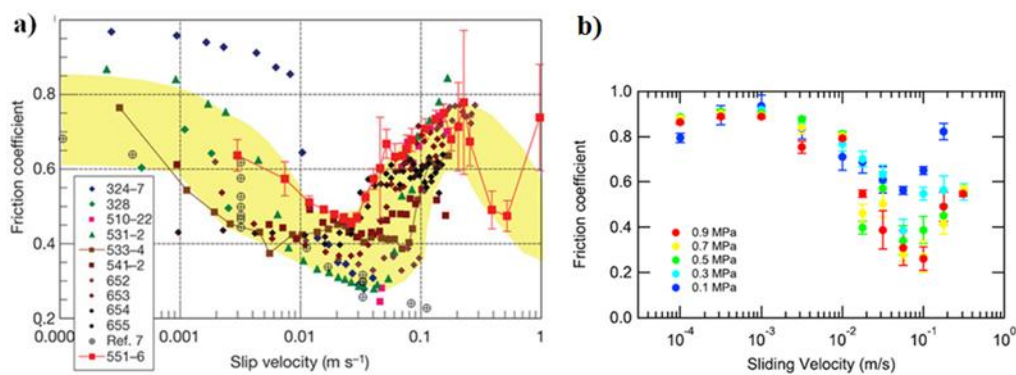 a)
1
0.8
0.6
0.4
0.2
Friction coefficient
0.000
0.001
0.01
0.1
1
Slip velocity (m s⁻¹)
324–7
328
510–22
531–2
533–4
541–2
652
653
654
655
Ref. 7
551–6
b)
1.0
0.8
0.6
0.4
0.2
0.0
Friction coefficient
0.9 MPa
0.7 MPa
0.5 MPa
0.3 MPa
0.1 MPa
10⁻⁴
10⁻³
10⁻²
10⁻¹
10⁰
Sliding Velocity (m/s)